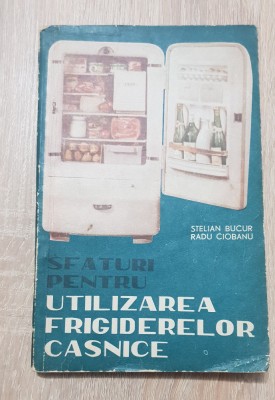 STELIAN BUCUR
RADU CIOBANU
SFATURI
PENTRU
UTILIZAREA
FRIGIDERELOR
CASNICE